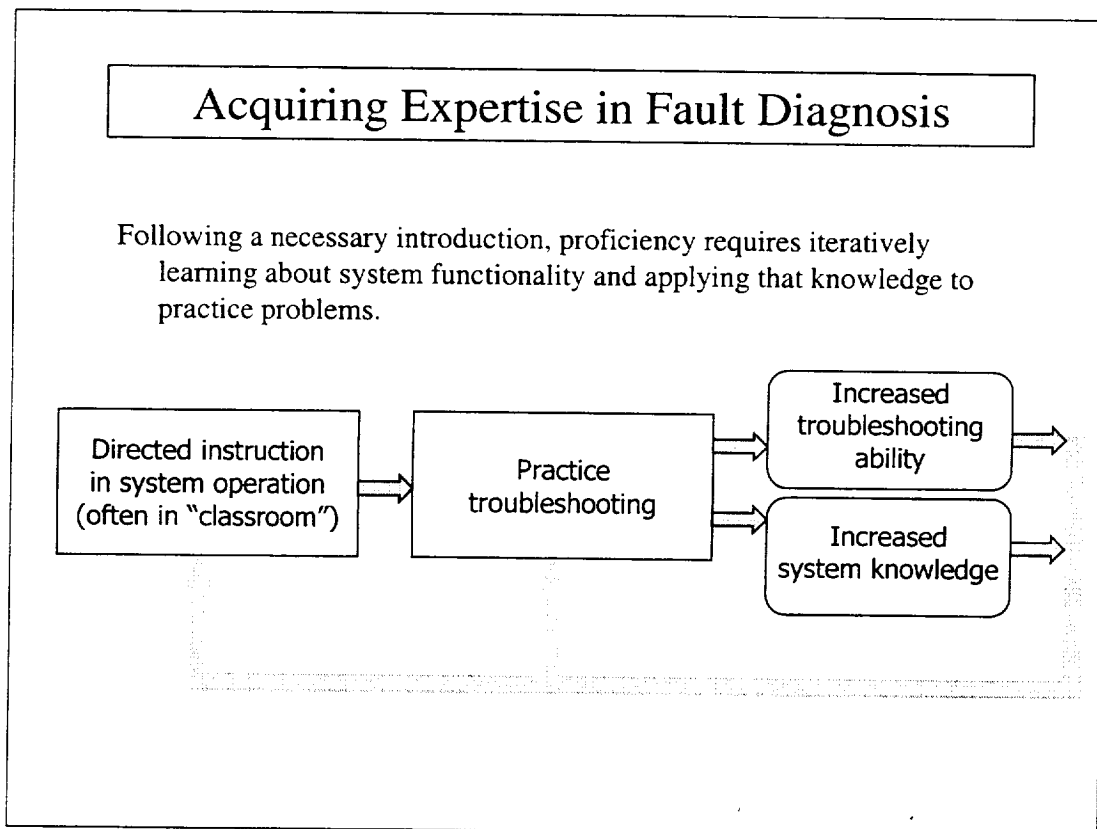 Acquiring Expertise in Fault Diagnosis
Following a necessary introduction, proficiency requires iteratively
learning about system functionality and applying that knowledge to
practice problems.
Directed instruction
in system operation
(often in "classroom")
Practice
troubleshooting
Increased
troubleshooting
ability
Increased
system knowledge